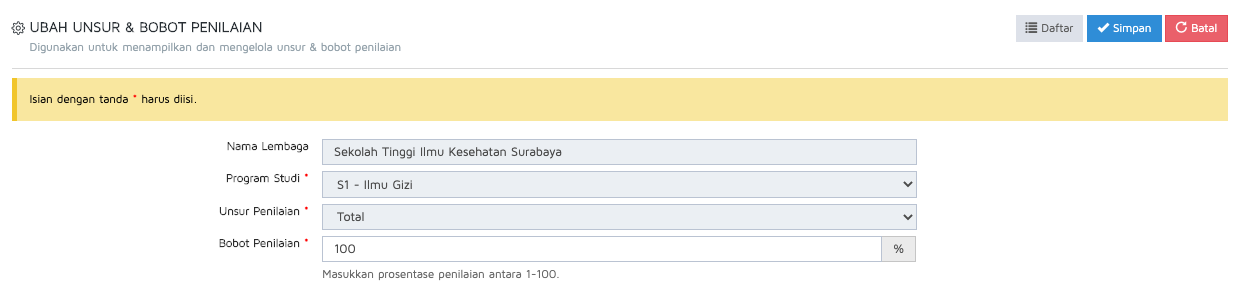 UBAH UNSUR & BOBOT PENILAIAN
Digunakan untuk menampilkan dan mengelola unsur & bobot penilaian
Daftar
Simpan
Batal
Isian dengan tanda * harus diisi.
Nama Lembaga
Sekolah Tinggi Ilmu Kesehatan Surabaya
Program Studi *
S1 - Ilmu Gizi
Unsur Penilaian *
Total
Bobot Penilaian *
100
%
Masukkan prosentase penilaian antara 1-100.